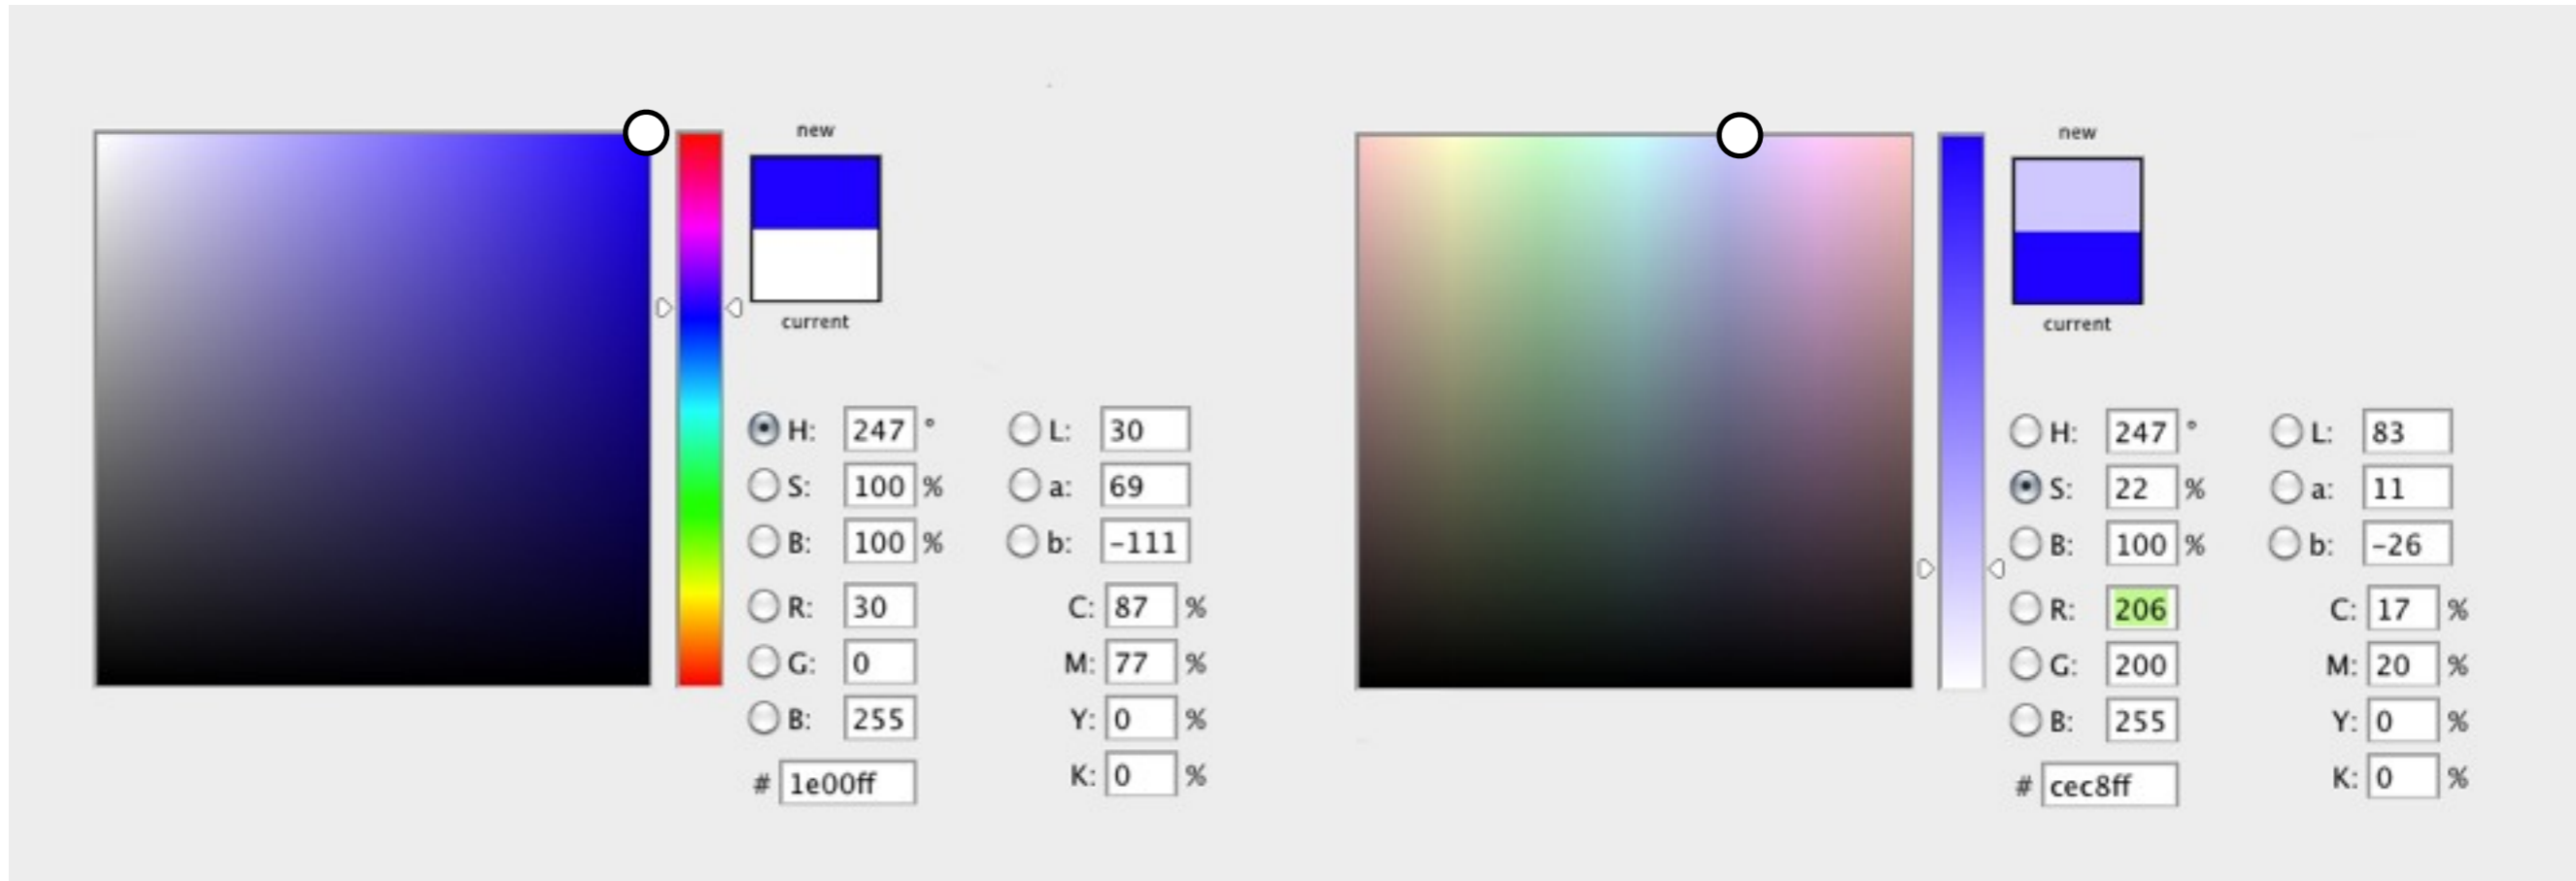 new
current
H: 247 ° L: 30
S: 100 % a: 69
B: 100 % b: -111
R: 30 C: 87 %
G: 0 M: 77 %
B: 255 Y: 0 %
# 1e00ff K: 0 %
new
current
H: 247 ° L: 83
S: 22 % a: 11
B: 100 % b: -26
R: 206 C: 17 %
G: 200 M: 20 %
B: 255 Y: 0 %
# cec8ff K: 0 %